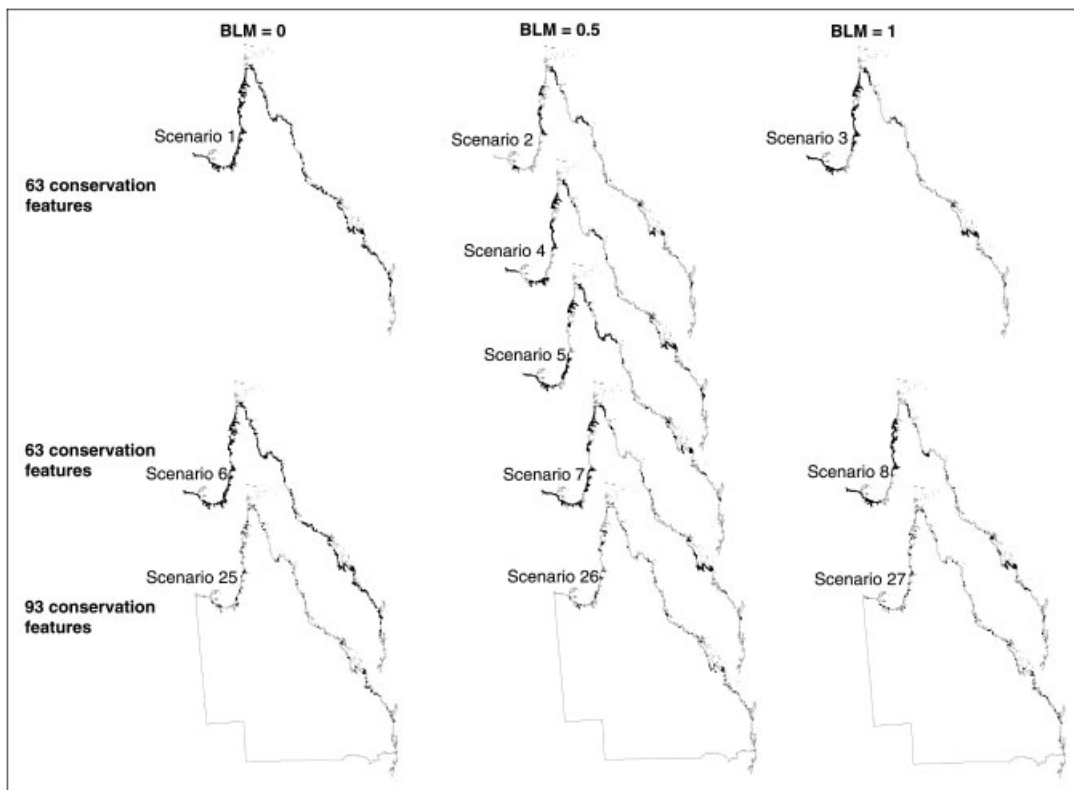 BLM = 0
BLM = 0.5
BLM = 1
Scenario 1
Scenario 2
Scenario 3
63 conservation
features
Scenario 4
Scenario 5
63 conservation
features
Scenario 6
Scenario 7
Scenario 8
93 conservation
features
Scenario 25
Scenario 26
Scenario 27